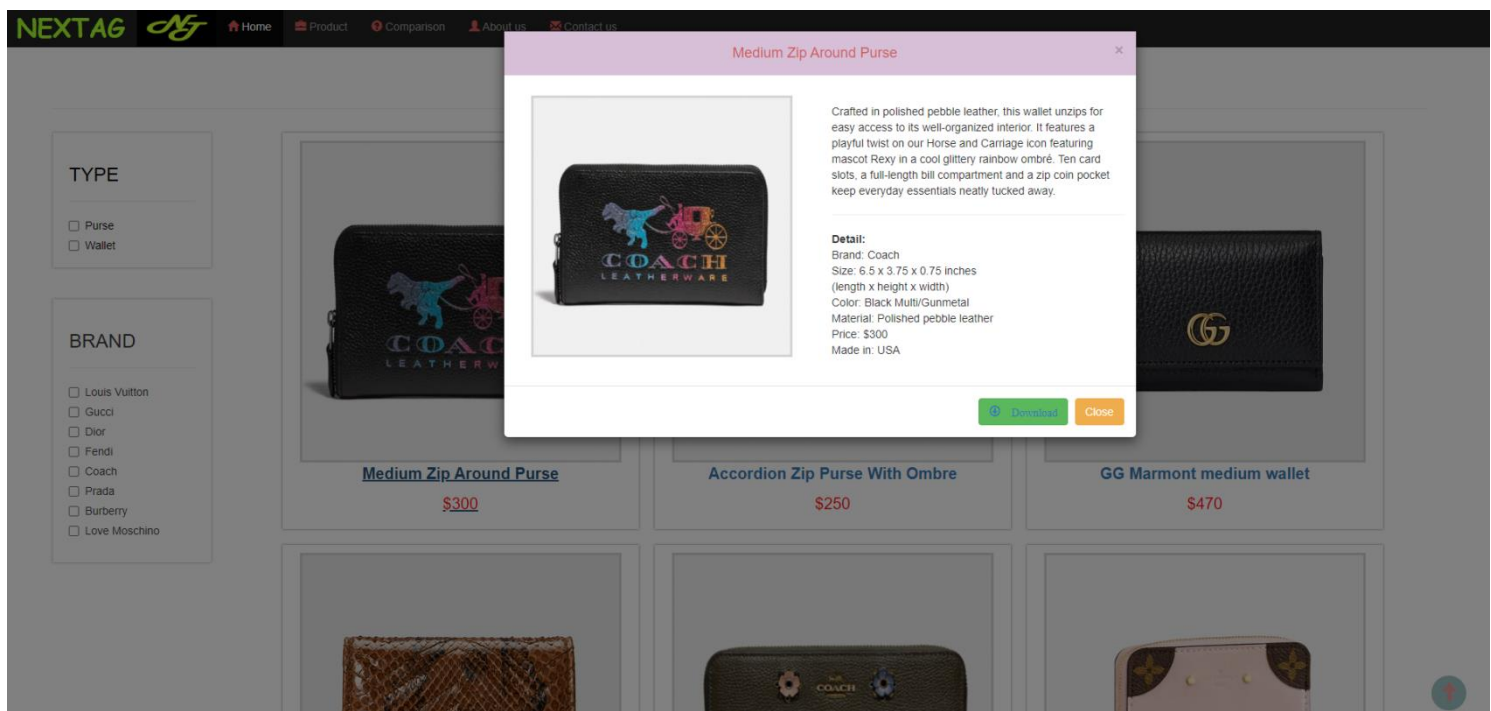 NEXTAG NG Home Product Comparison About us Contact us
Medium Zip Around Purse ×
COACH
LEATHERWARE
Crafted in polished pebble leather, this wallet unzips for
easy access to its well-organized interior. It features a
playful twist on our Horse and Carriage icon featuring
mascot Rexy in a cool glittery rainbow ombré. Ten card
slots, a full-length bill compartment and a zip coin pocket
keep everyday essentials neatly tucked away.
Detail:
Brand: Coach
Size: 6.5 x 3.75 x 0.75 inches
(length x height x width)
Color: Black Multi/Gunmetal
Material: Polished pebble leather
Price: $300
Made in: USA
Download Close
TYPE
Purse
Wallet
BRAND
Louis Vuitton
Gucci
Dior
Fendi
Coach
Prada
Burberry
Love Moschino
COAC
LEATHERW
Medium Zip Around Purse
$300
Accordion Zip Purse With Ombre
$250
GG
GG Marmont medium wallet
$470
COACH